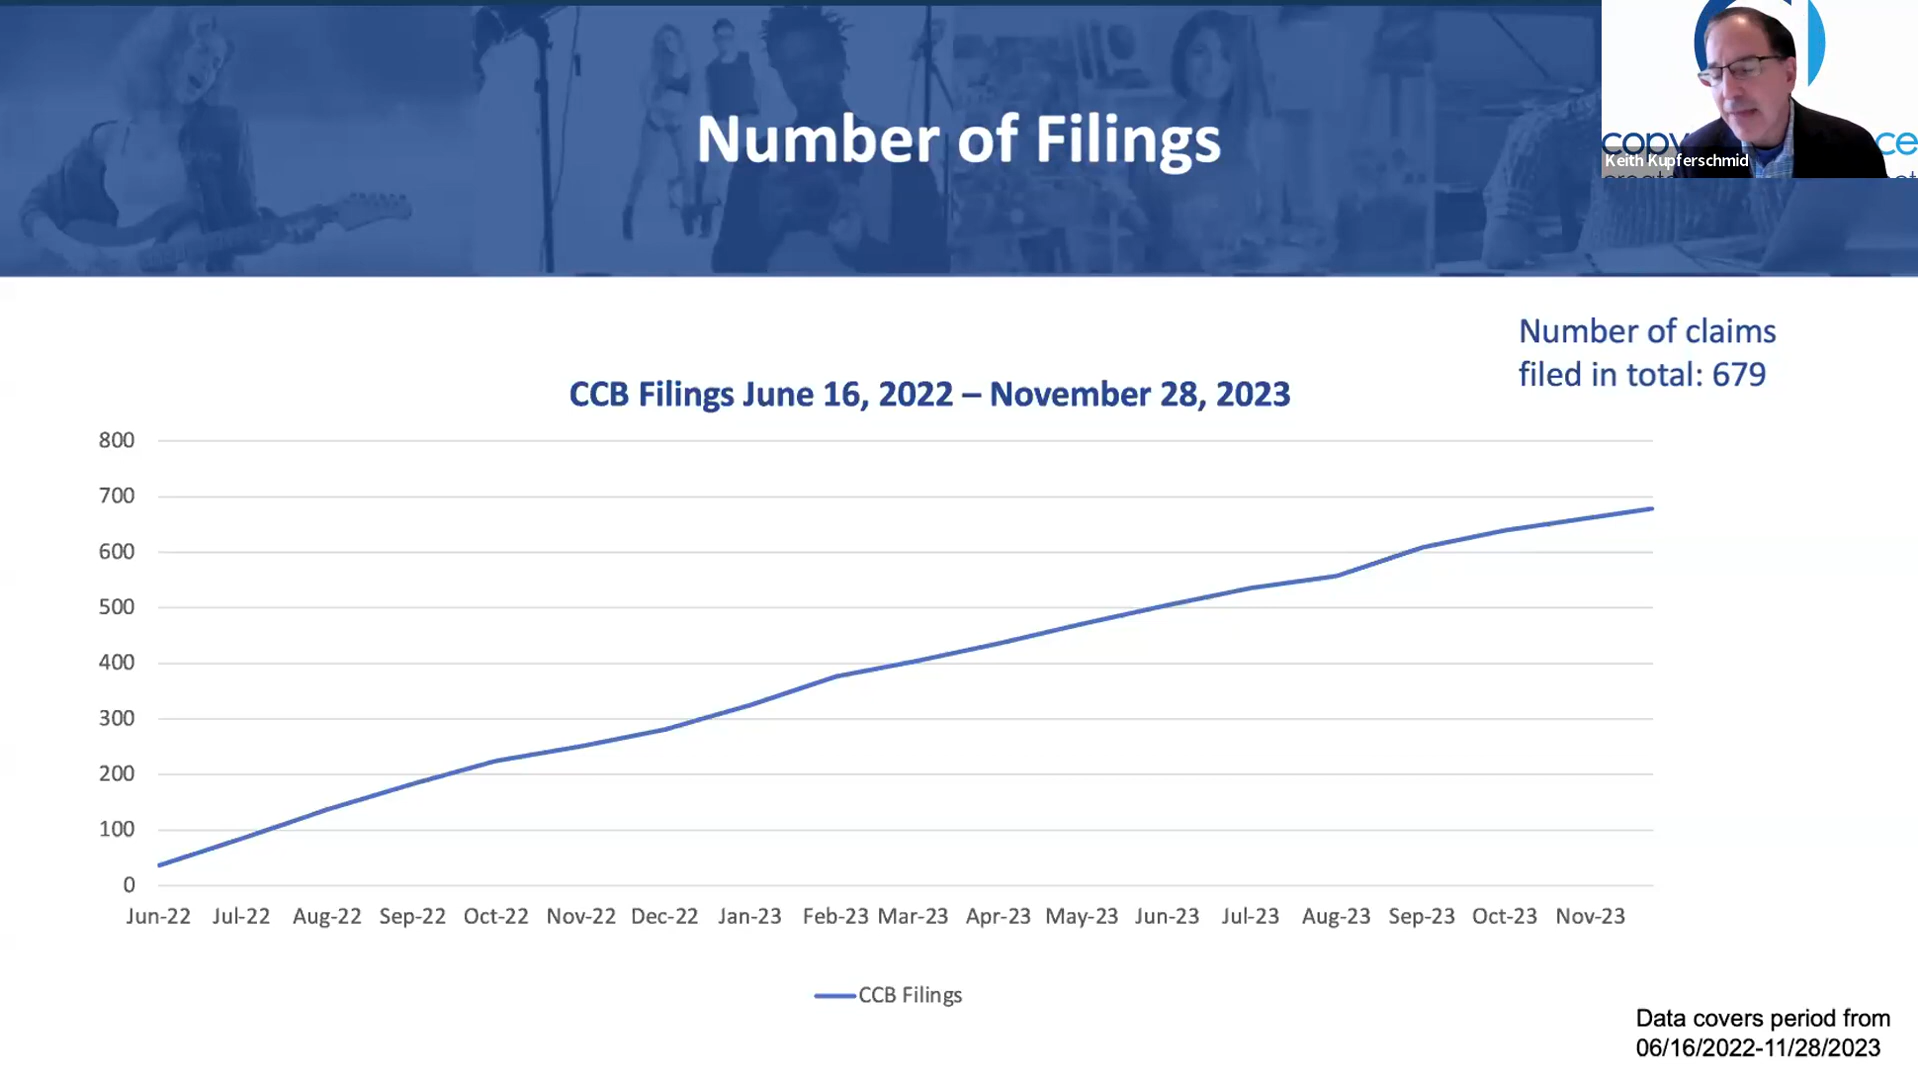 Number of Filings
Keith Kupferschmid
Number of claims
filed in total: 679
CCB Filings June 16, 2022 – November 28, 2023
800
700
600
500
400
300
200
100
0
Jun-22 Jul-22 Aug-22 Sep-22 Oct-22 Nov-22 Dec-22 Jan-23 Feb-23 Mar-23 Apr-23 May-23 Jun-23 Jul-23 Aug-23 Sep-23 Oct-23 Nov-23
CCB Filings
Data covers period from
06/16/2022-11/28/2023